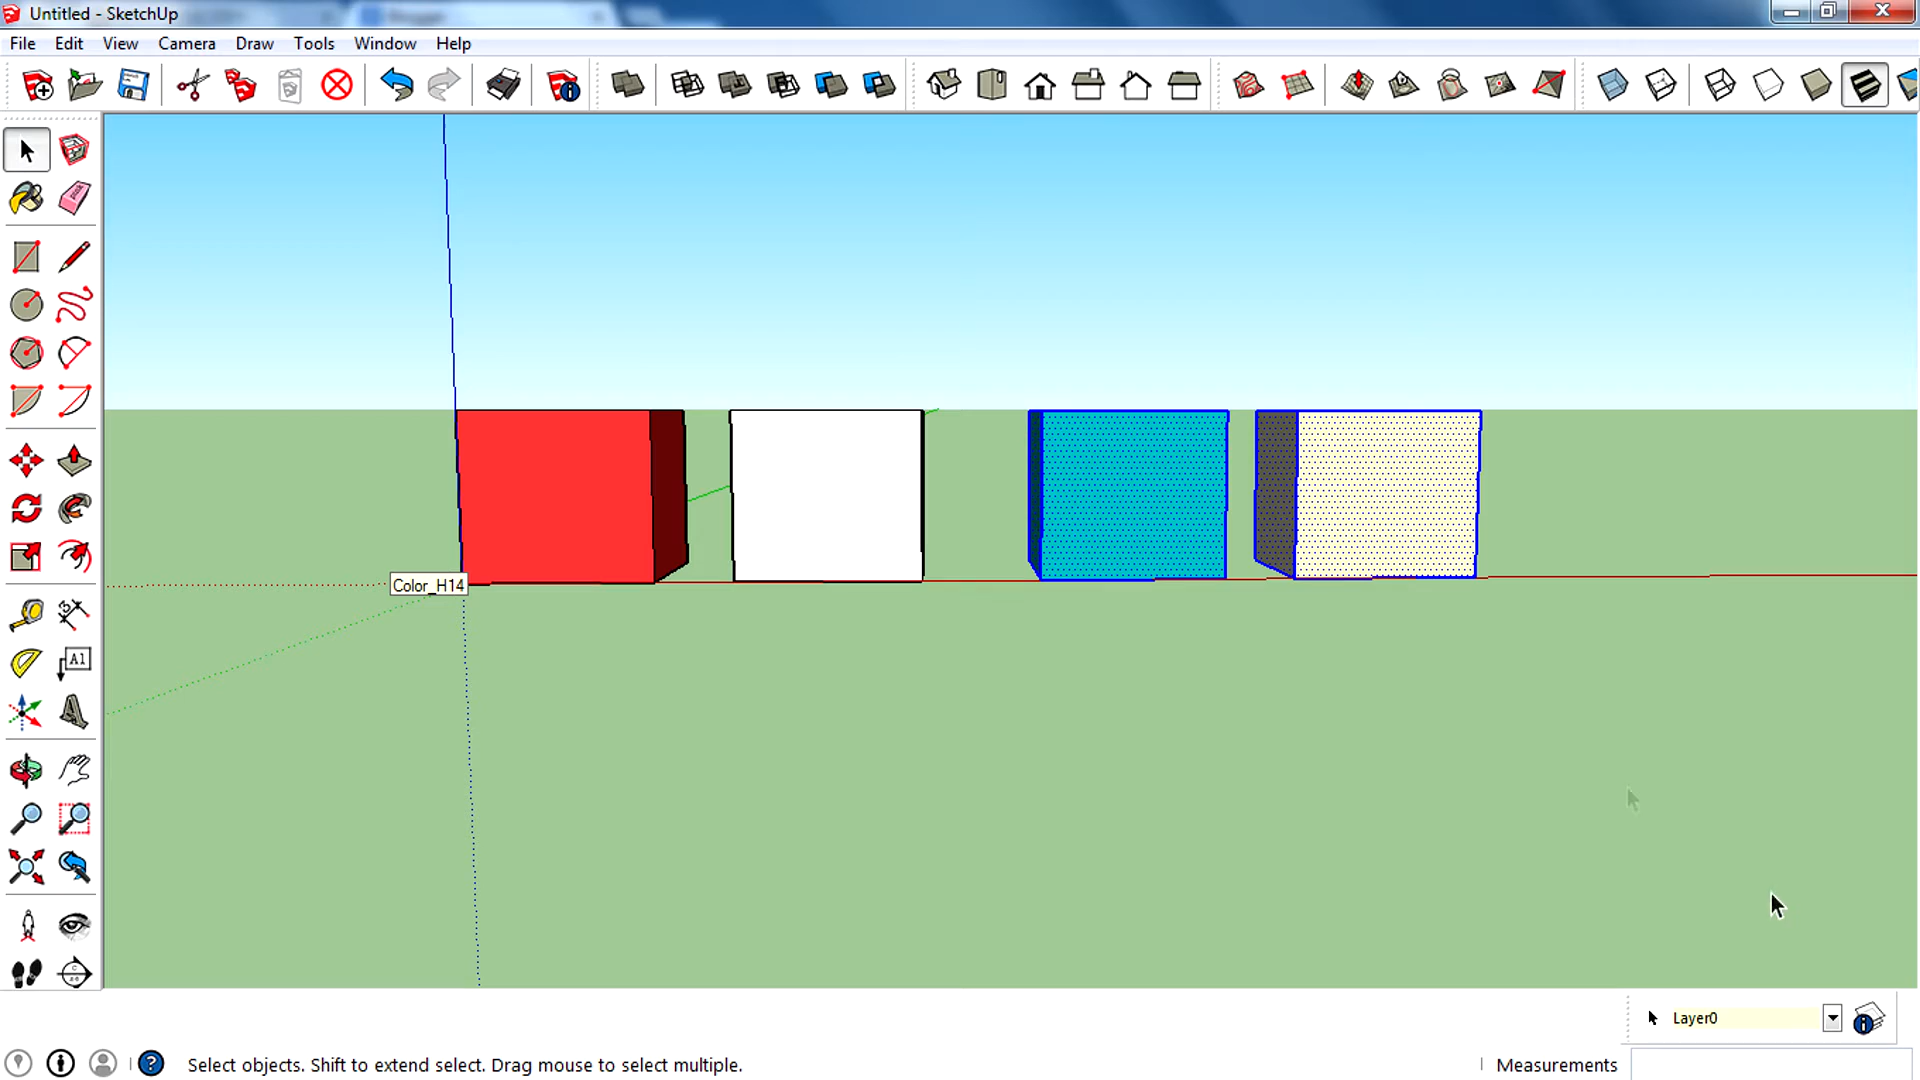 Untitled - SketchUp
File Edit View Camera Draw Tools Window Help
Color_H14
A1
Layer0
Select objects. Shift to extend select. Drag mouse to select multiple.
Measurements